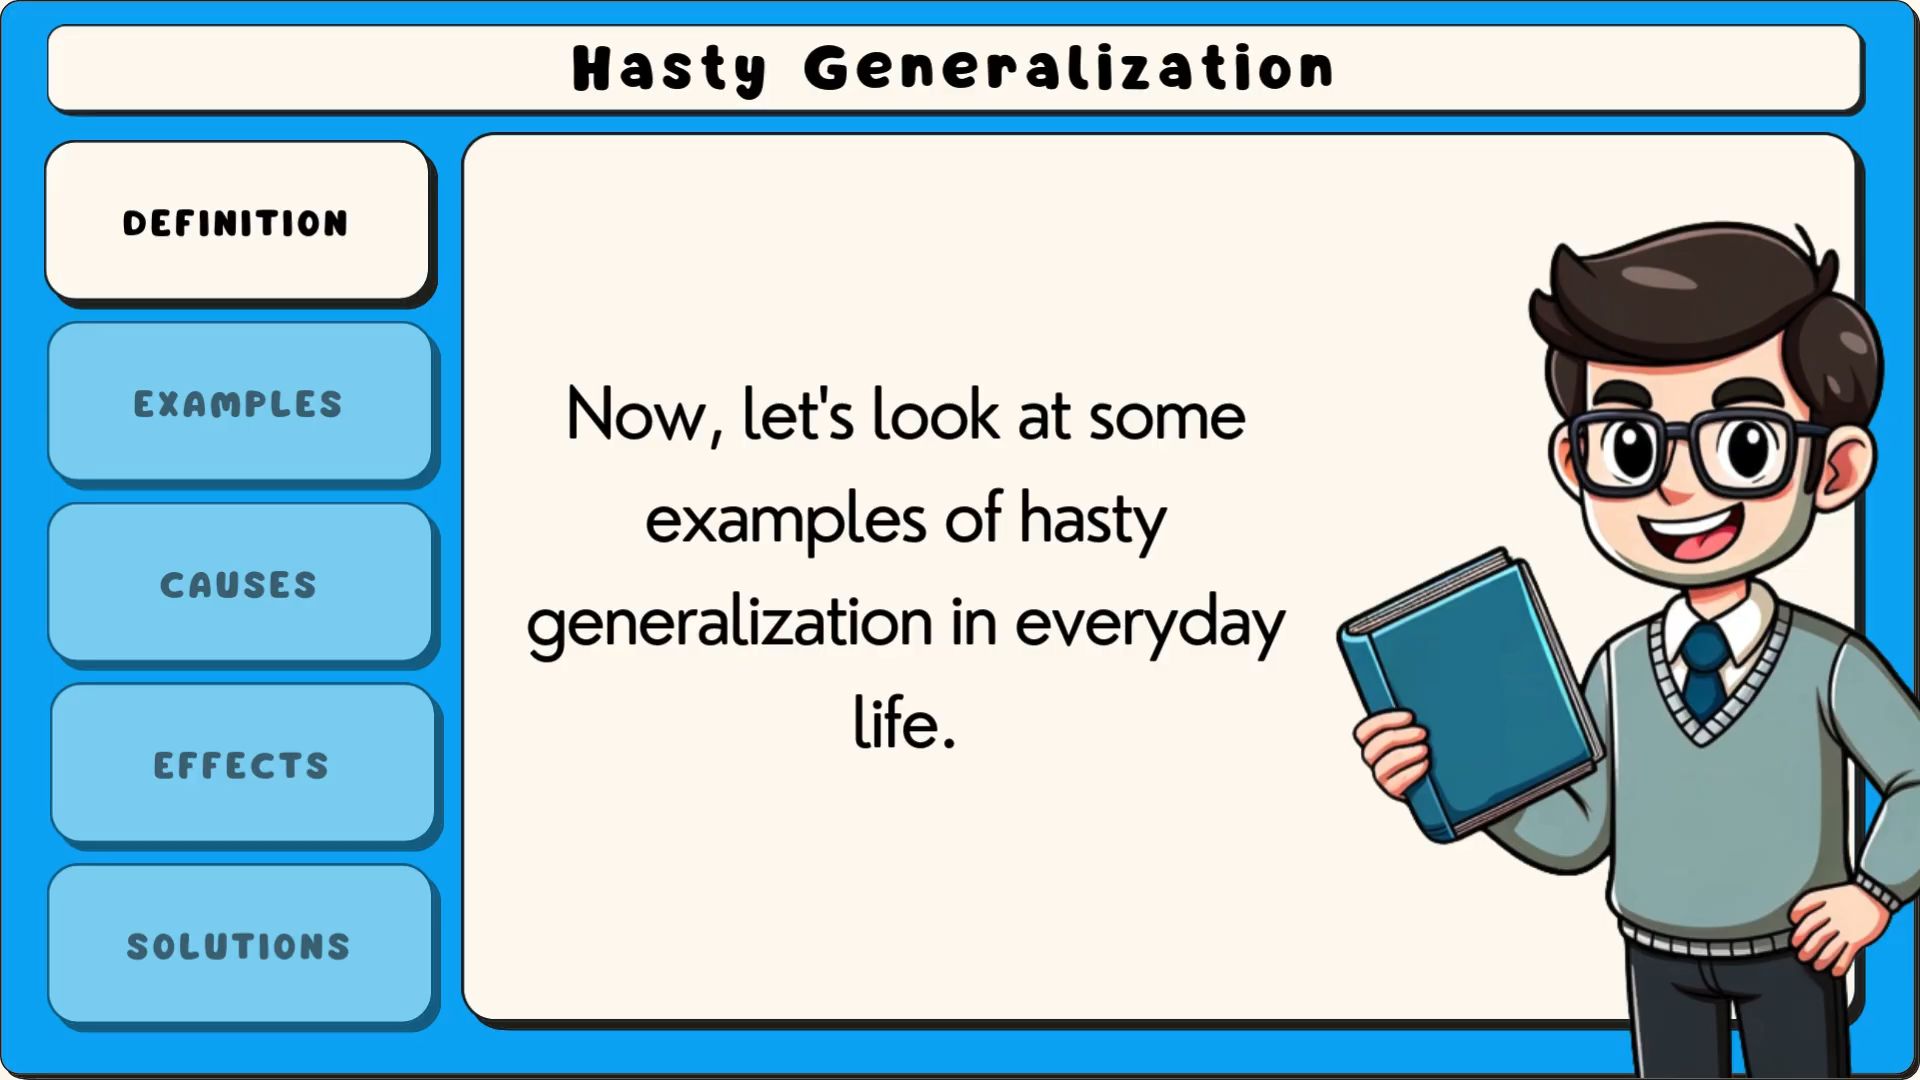 Hasty Generalization
DEFINITION
EXAMPLES
CAUSES
EFFECTS
SOLUTIONS
Now, let's look at some
examples of hasty
generalization in everyday
life.